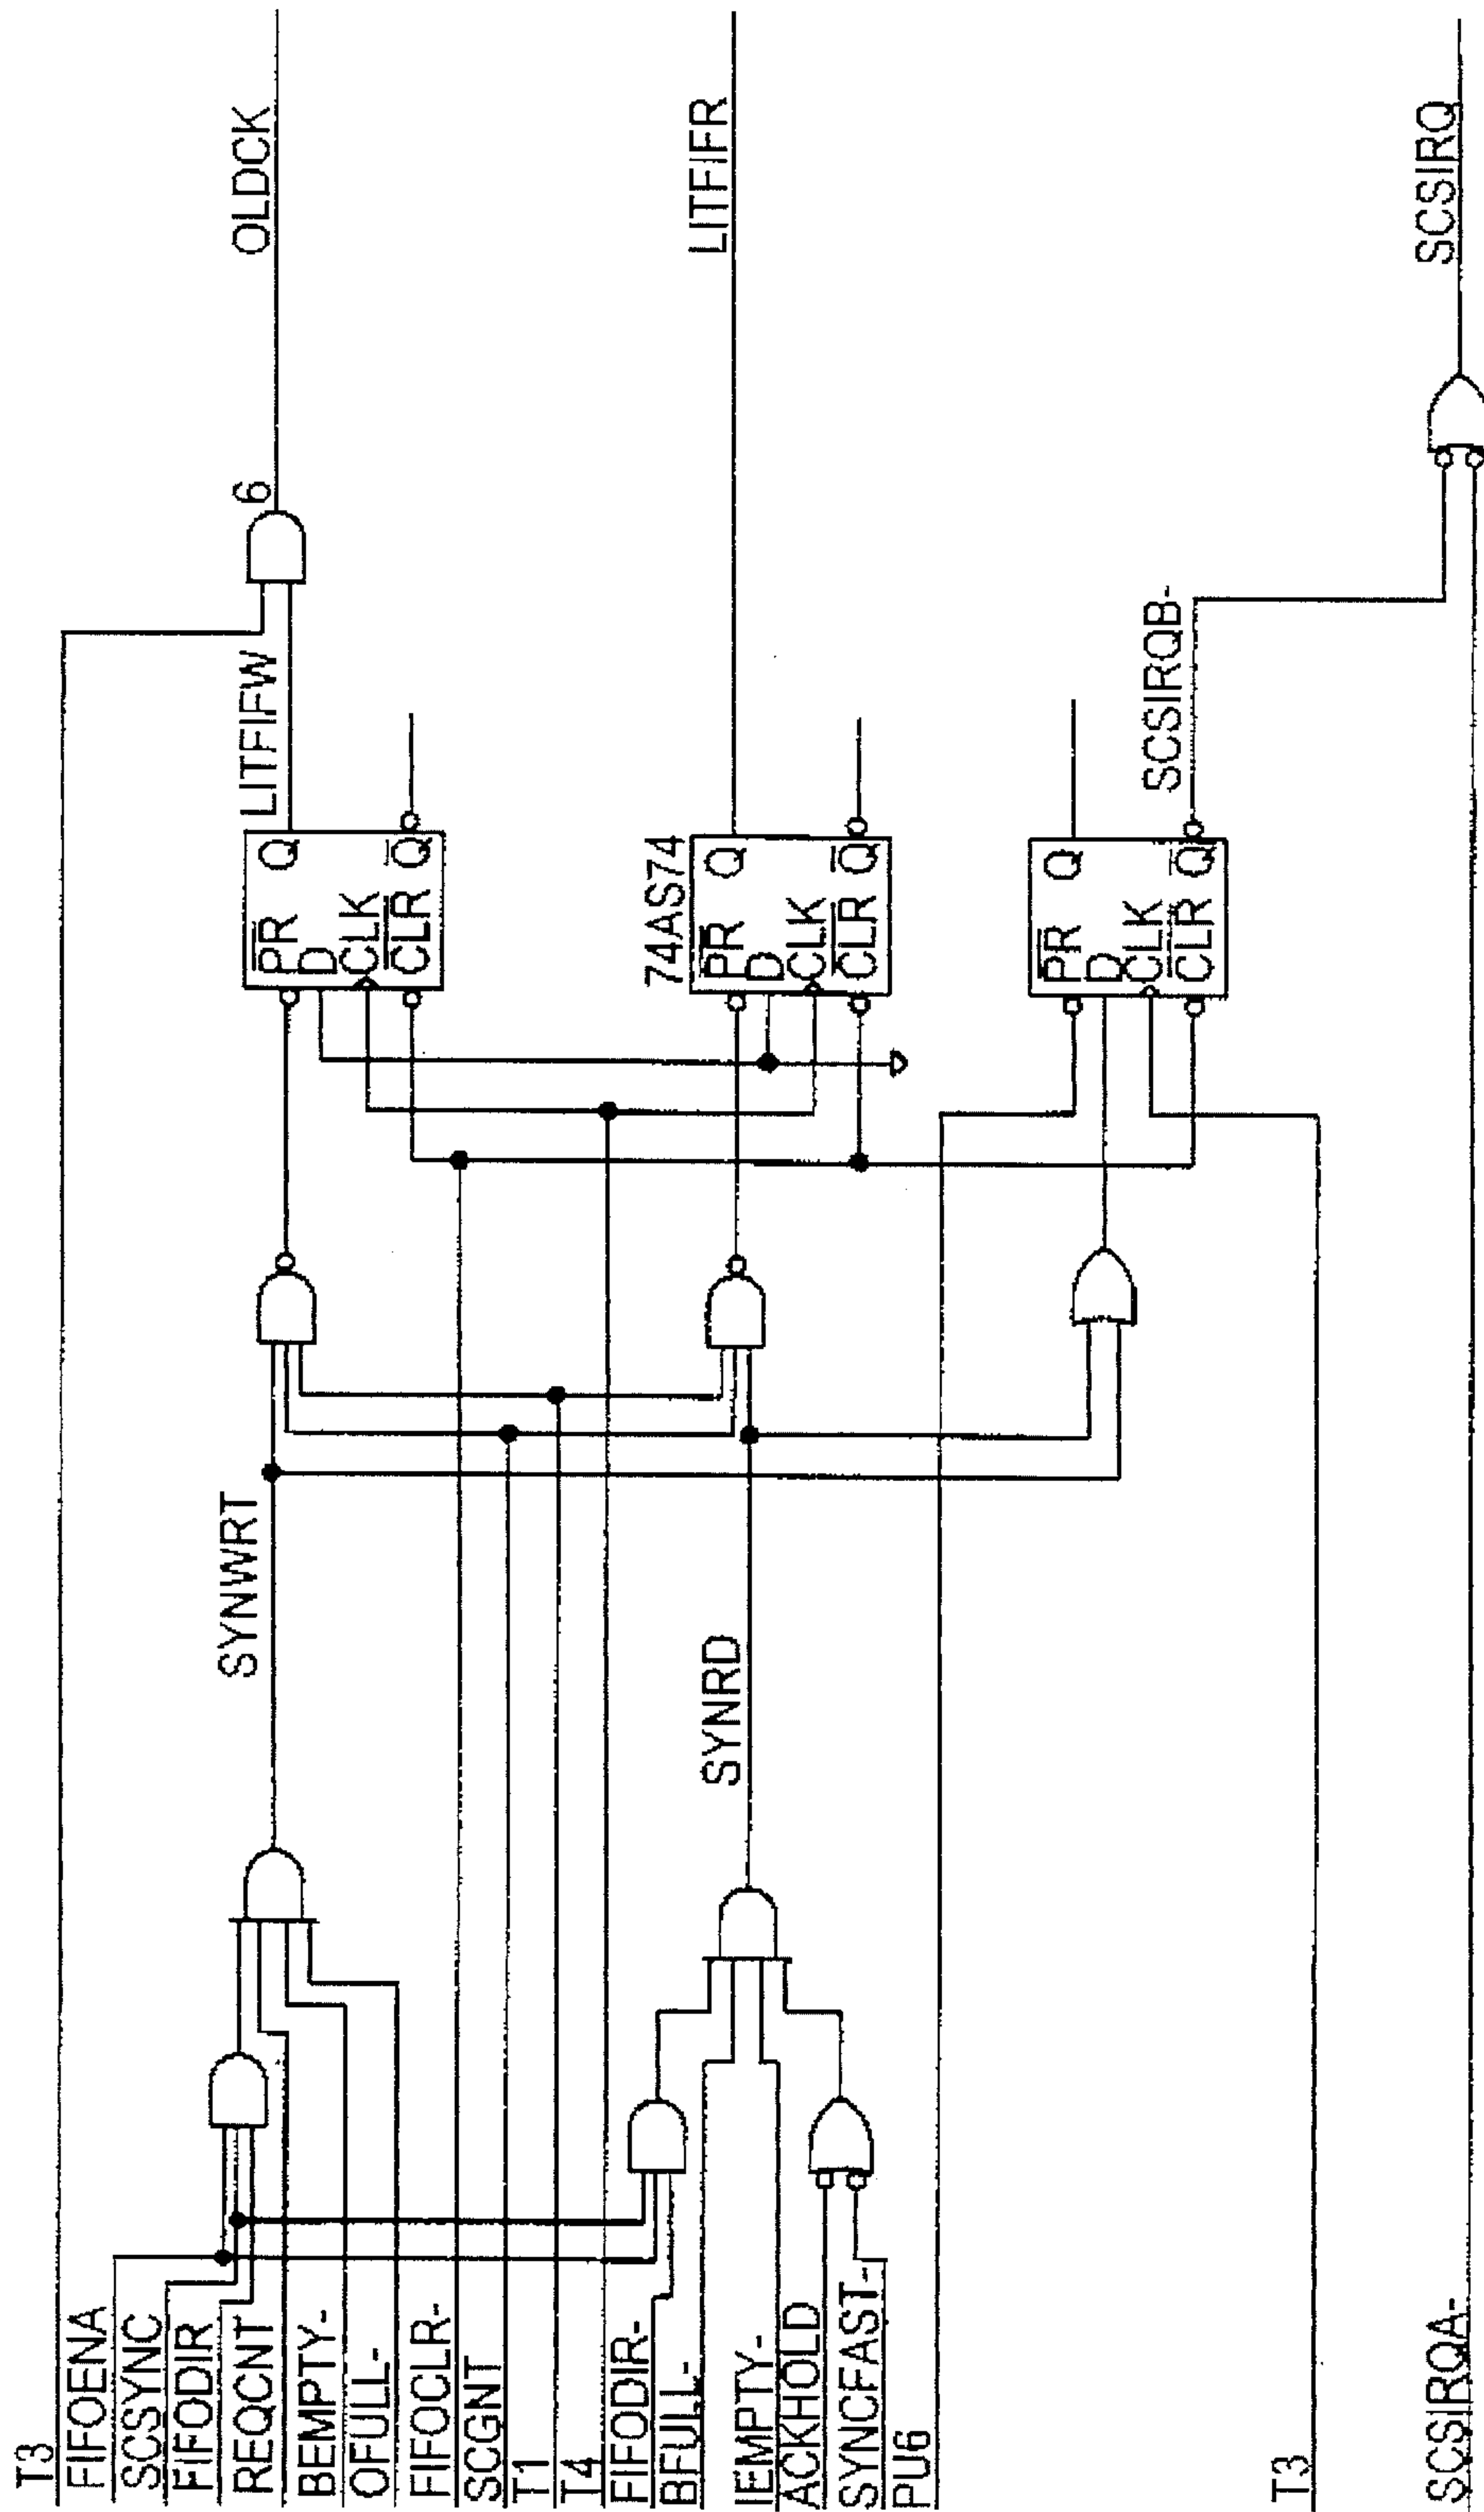 T3
FIFOENA
SCSYNC
FIFODIR
REQCNT
BEMPTY-
OFULL-
FIFOCLR-
SCGNT
T1
T4
FIFODIR-
BFULL-
IEMPTY-
ACKHOLD
SYNCFAST-
PU6
T3
SCSIRQA-
SYNWRT
SYNRD
PR
D
CLK
CLR
Q
Q
74AS74
PR
D
CLK
CLR
Q
Q
PR
D
CLK
CLR
Q
Q
LITFIFW
SCSIRQB-
6
OLDCK
LITFIFR
SCSIRQ